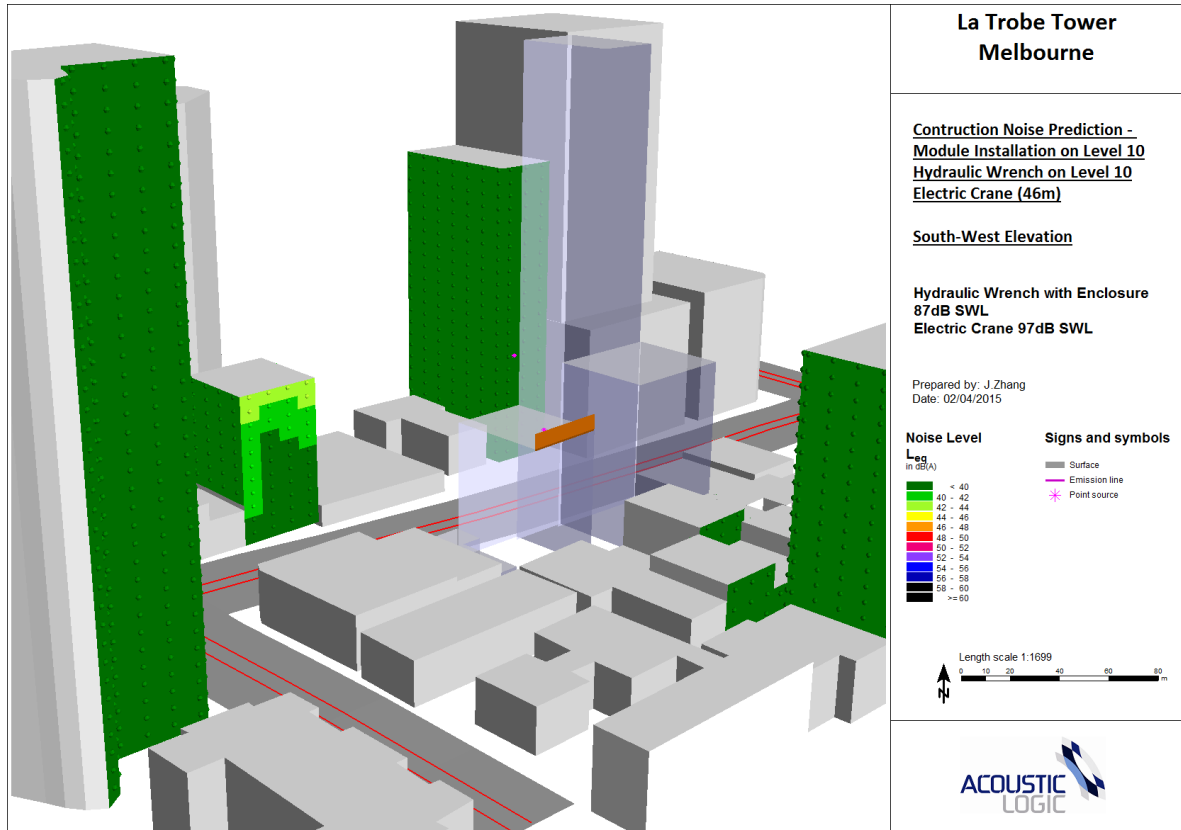 La Trobe Tower
Melbourne
Contruction Noise Prediction -
Module Installation on Level 10
Hydraulic Wrench on Level 10
Electric Crane (46m)
South-West Elevation
Hydraulic Wrench with Enclosure
87dB SWL
Electric Crane 97dB SWL
Prepared by: J.Zhang
Date: 02/04/2015
Noise Level
Leq
in dB(A)
< 40
40 - 42
42 - 44
44 - 46
46 - 48
48 - 50
50 - 52
52 - 54
54 - 56
56 - 58
58 - 60
>= 60
Signs and symbols
Surface
Emission line
Point source
Length scale 1:1699
0 10 20 40 60 80
m
N
ACOUSTIC
LOGIC